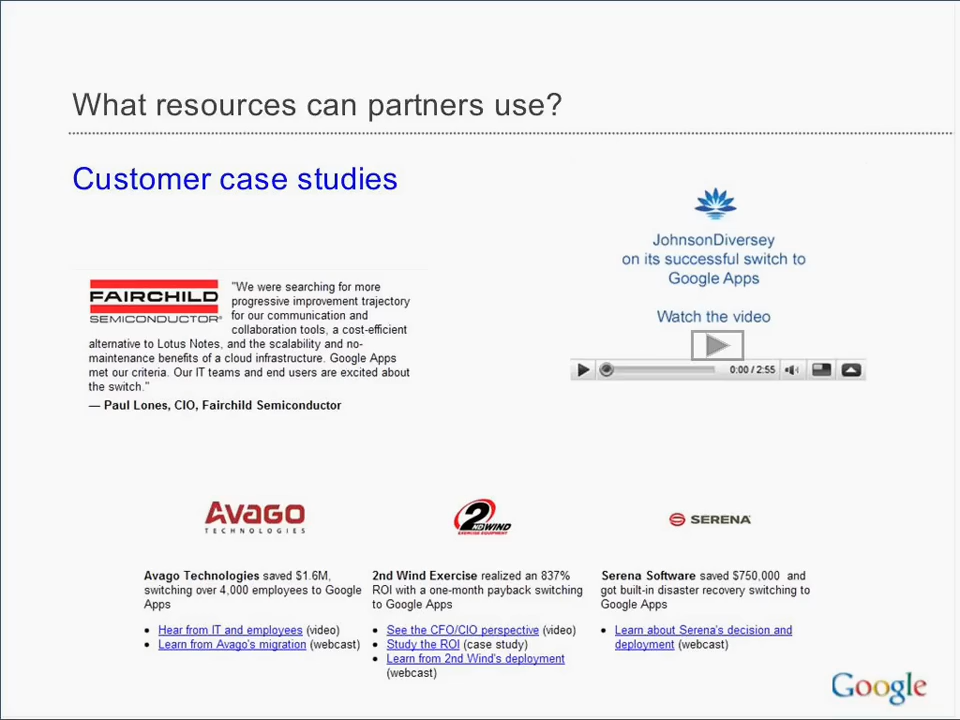 What resources can partners use?
Customer case studies
JohnsonDiversey
on its successful switch to
Google Apps
Watch the video
0:00 / 2:55
FAIRCHILD
SEMICONDUCTOR®
"We were searching for more
progressive improvement trajectory
for our communication and
collaboration tools, a cost-efficient
alternative to Lotus Notes, and the scalability and no-
maintenance benefits of a cloud infrastructure. Google Apps
met our criteria. Our IT teams and end users are excited about
the switch."
— Paul Lones, CIO, Fairchild Semiconductor
AVAGO
TECHNOLOGIES
Avago Technologies saved $1.6M,
switching over 4,000 employees to Google
Apps
• Hear from IT and employees (video)
• Learn from Avago's migration (webcast)
2NDWIND
EXERCISE EQUIPMENT
2nd Wind Exercise realized an 837%
ROI with a one-month payback switching
to Google Apps
• See the CFO/CIO perspective (video)
• Study the ROI (case study)
• Learn from 2nd Wind's deployment
(webcast)
SERENA
Serena Software saved $750,000 and
got built-in disaster recovery switching to
Google Apps
• Learn about Serena's decision and
deployment (webcast)
Google